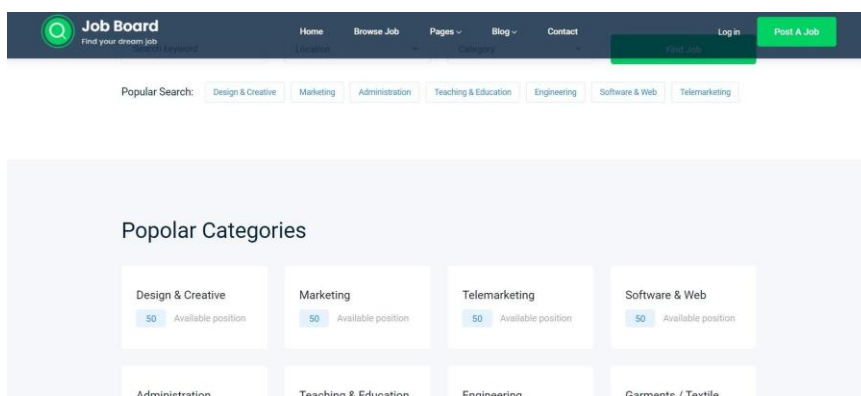 Job Board
Find your dream job
Home Browse Job Pages Blog Contact
Log in
Post A Job
Search keyword Location Category Find Job
Popular Search: Design & Creative Marketing Administration Teaching & Education Engineering Software & Web Telemarketing
Popolar Categories
Design & Creative Marketing Telemarketing Software & Web
50 Available position 50 Available position 50 Available position 50 Available position
Administration Teaching & Education Engineering Garments / Textile